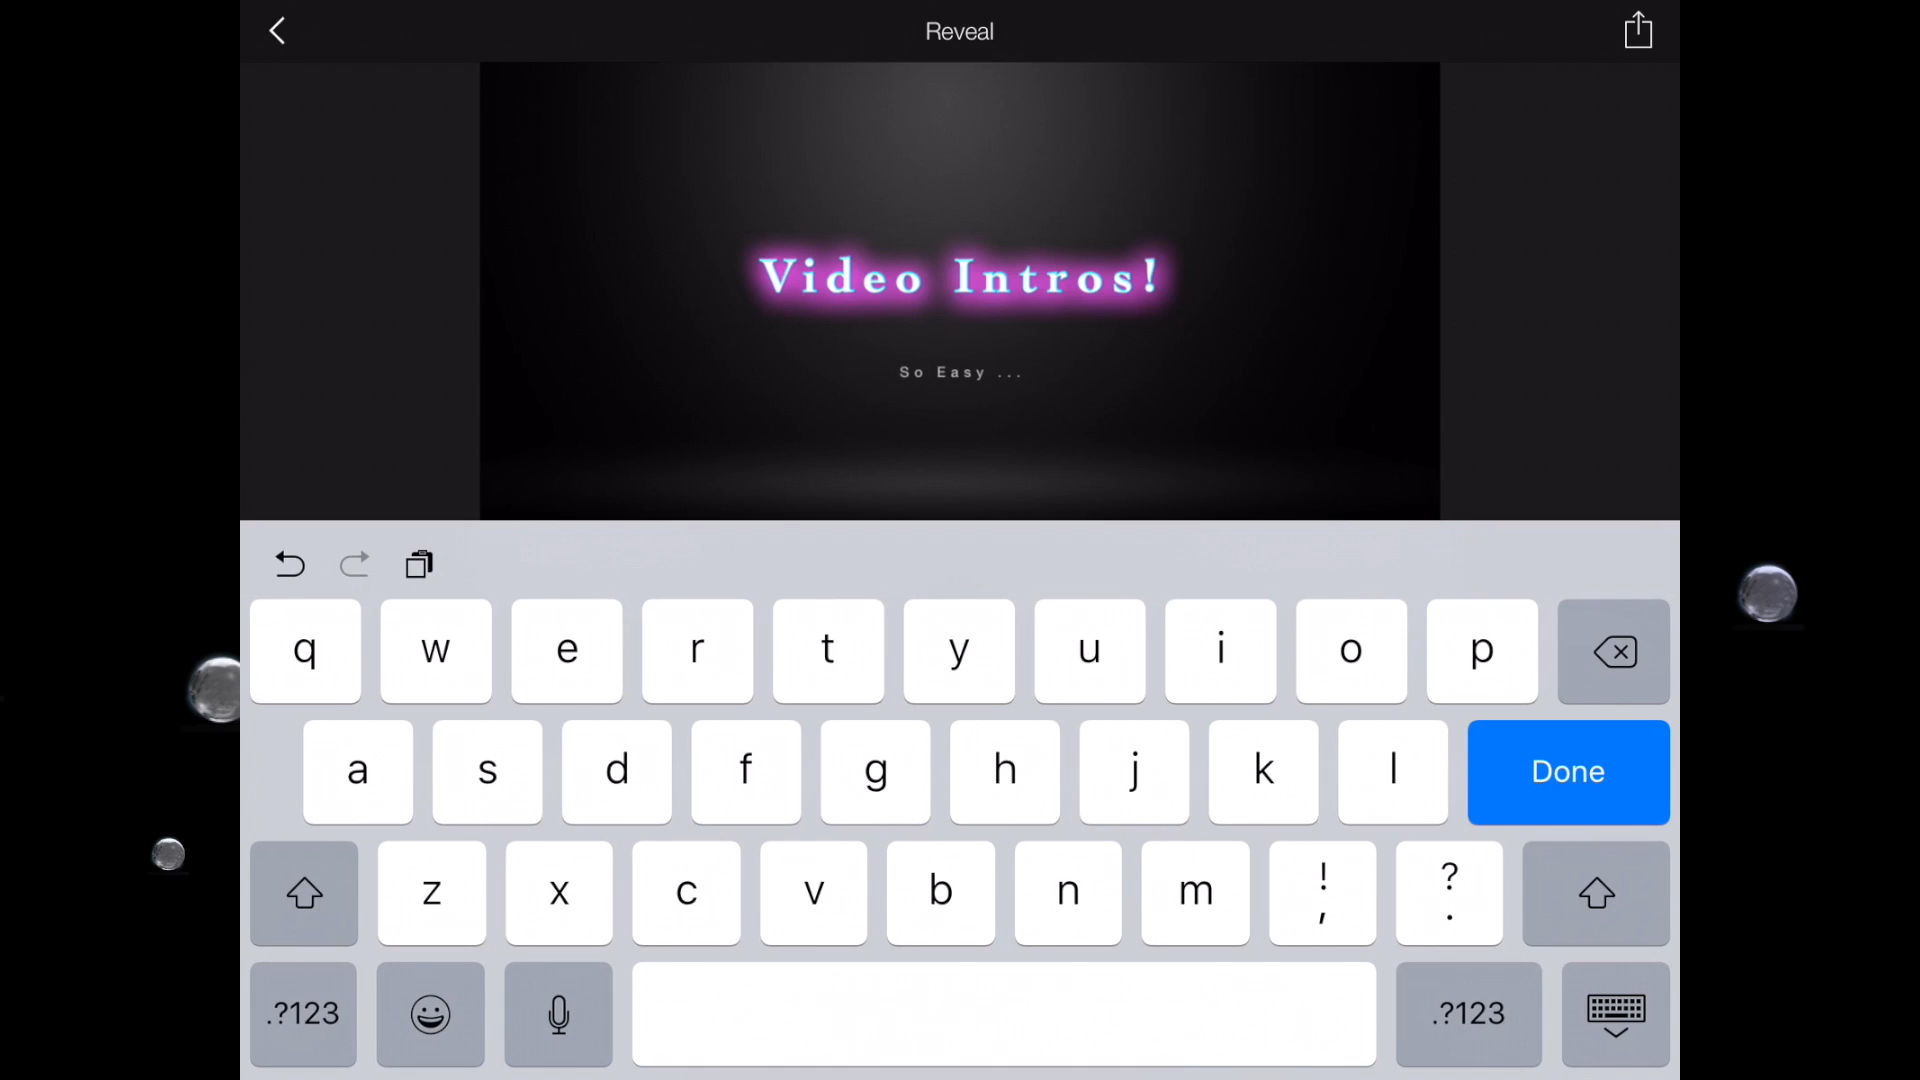 Reveal
Video Intros!
So Easy ...
q w e r t y u i o p
a s d f g h j k l Done
z x c v b n m ! , ? .
.?123 .?123